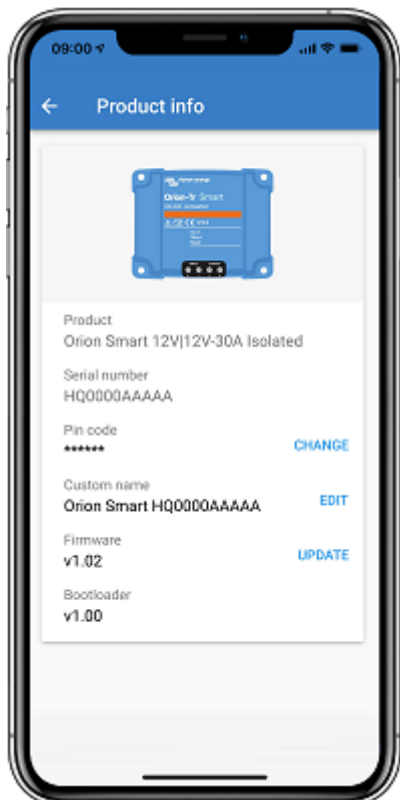 09:00
Product info
Orion-Tr Smart
Product
Orion Smart 12V|12V-30A Isolated
Serial number
HQ0000AAAAA
Pin code
******
CHANGE
Custom name
Orion Smart HQ0000AAAAA
EDIT
Firmware
v1.02
UPDATE
Bootloader
v1.00